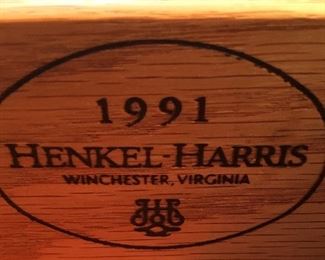 1991
HENKEL-HARRIS
WINCHESTER, VIRGINIA